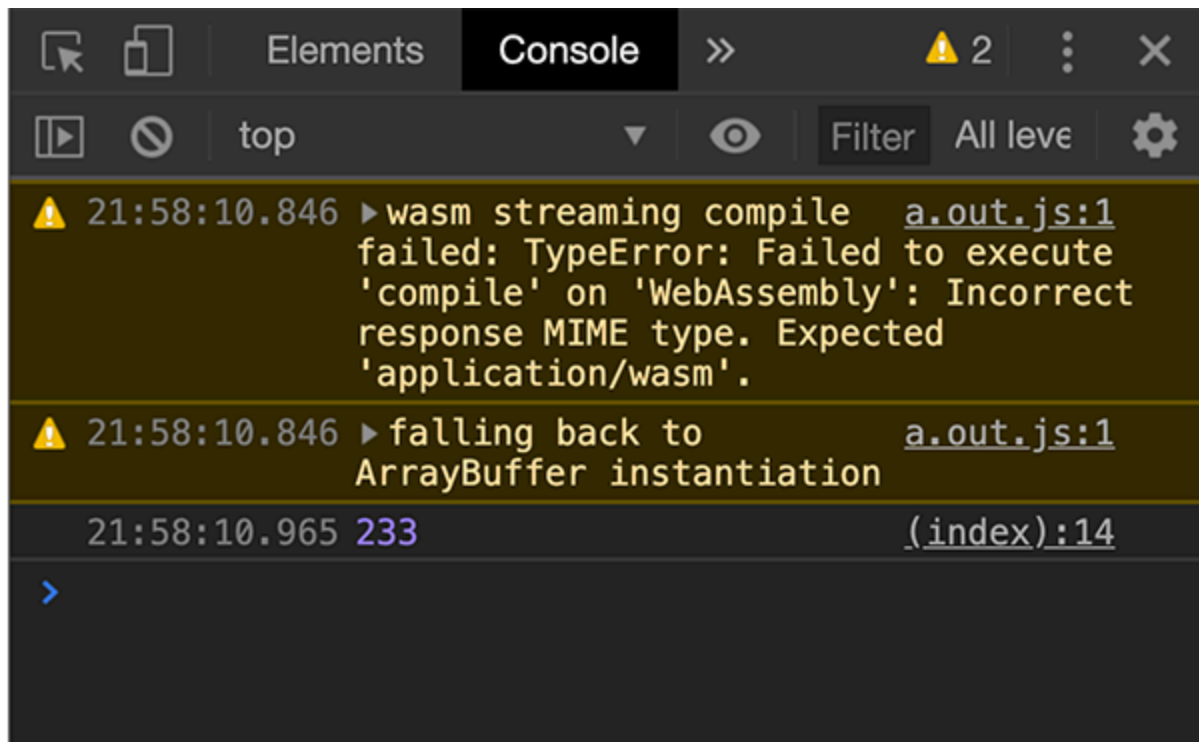 Elements Console » 2
top Filter All leve
21:58:10.846 wasm streaming compile a.out.js:1
failed: TypeError: Failed to execute
'compile' on 'WebAssembly': Incorrect
response MIME type. Expected
'application/wasm'.
21:58:10.846 falling back to a.out.js:1
ArrayBuffer instantiation
21:58:10.965 233 (index):14